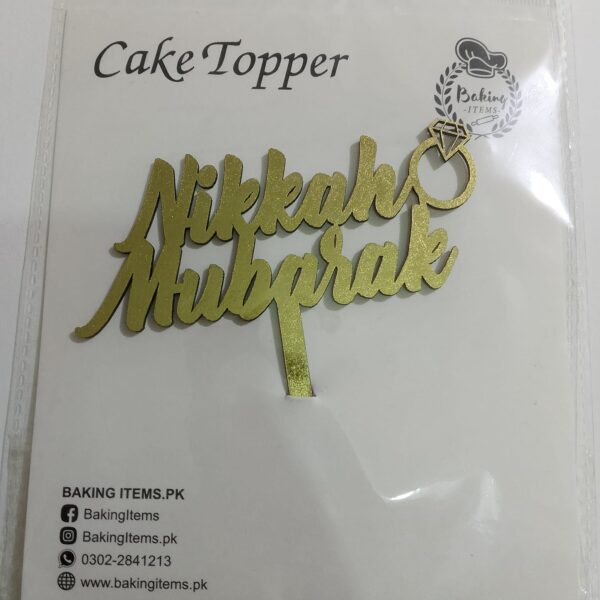 Cake Topper
Baking
-ITEMS-
Nikkah
Mubarak
BAKING ITEMS.PK
BakingItems
BakingItems.pk
0302-2841213
www.bakingitems.pk